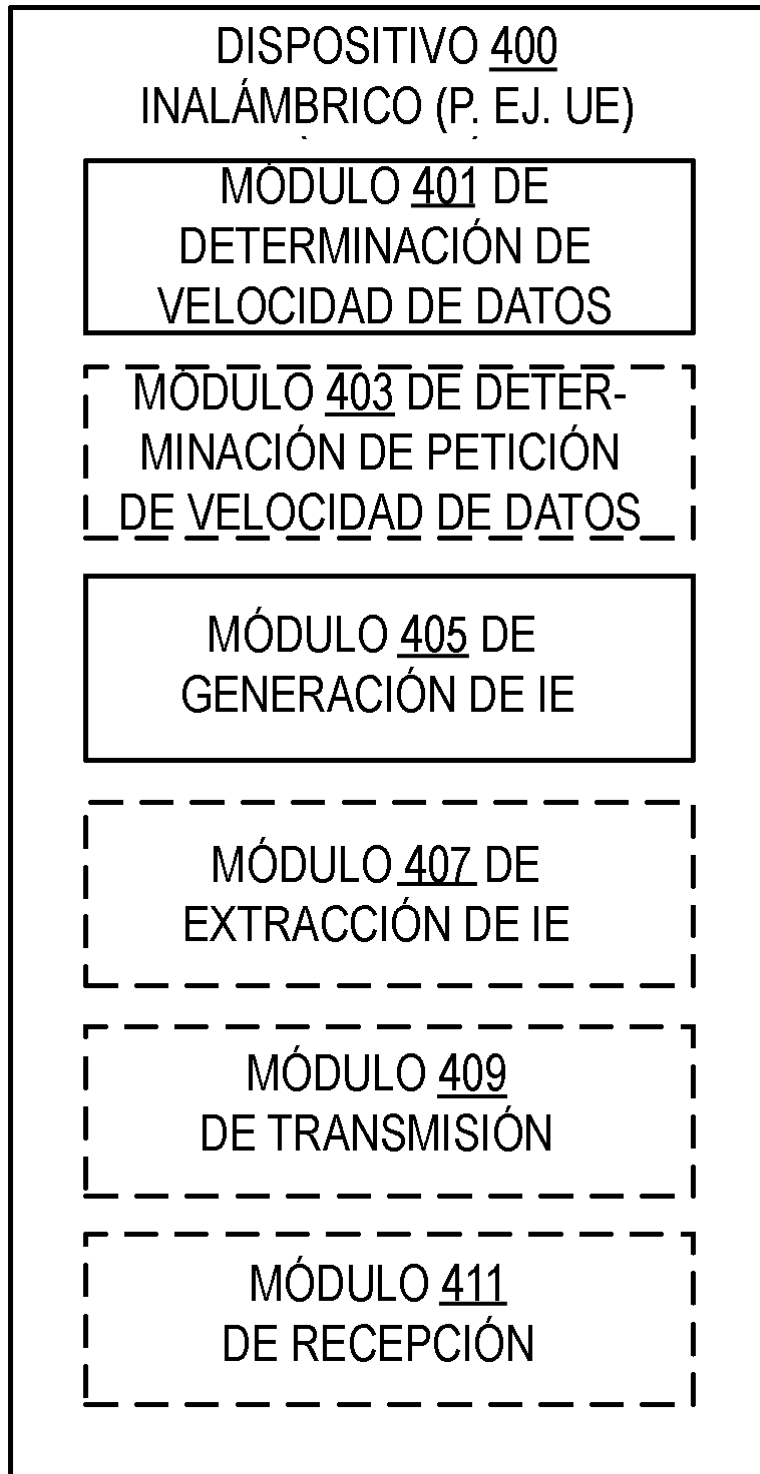 DISPOSITIVO 400
INALÁMBRICO (P. EJ. UE)
MÓDULO 401 DE
DETERMINACIÓN DE
VELOCIDAD DE DATOS
MÓDULO 403 DE DETER-
MINACIÓN DE PETICIÓN
DE VELOCIDAD DE DATOS
MÓDULO 405 DE
GENERACIÓN DE IE
MÓDULO 407 DE
EXTRACCIÓN DE IE
MÓDULO 409
DE TRANSMISIÓN
MÓDULO 411
DE RECEPCIÓN